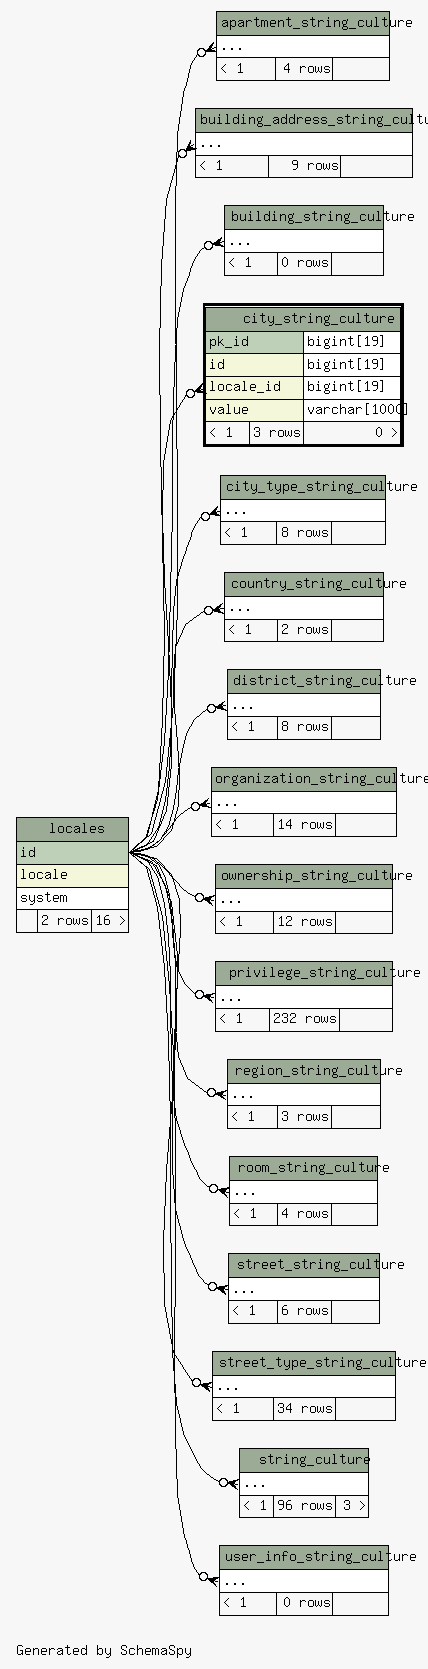 apartment_string_culture
...
< 1 4 rows
building_address_string_cultu
...
< 1 9 rows
building_string_culture
...
< 1 0 rows
city_string_culture
pk_id bigint[19]
id bigint[19]
locale_id bigint[19]
value varchar[1000]
< 1 3 rows 0 >
city_type_string_culture
...
< 1 8 rows
country_string_culture
...
< 1 2 rows
district_string_culture
...
< 1 8 rows
organization_string_culture
...
< 1 14 rows
locales
id
locale
system
2 rows 16 >
ownership_string_culture
...
< 1 12 rows
privilege_string_culture
...
< 1 232 rows
region_string_culture
...
< 1 3 rows
room_string_culture
...
< 1 4 rows
street_string_culture
...
< 1 6 rows
street_type_string_culture
...
< 1 34 rows
string_culture
...
< 1 96 rows 3 >
user_info_string_culture
...
< 1 0 rows
Generated by SchemaSpy